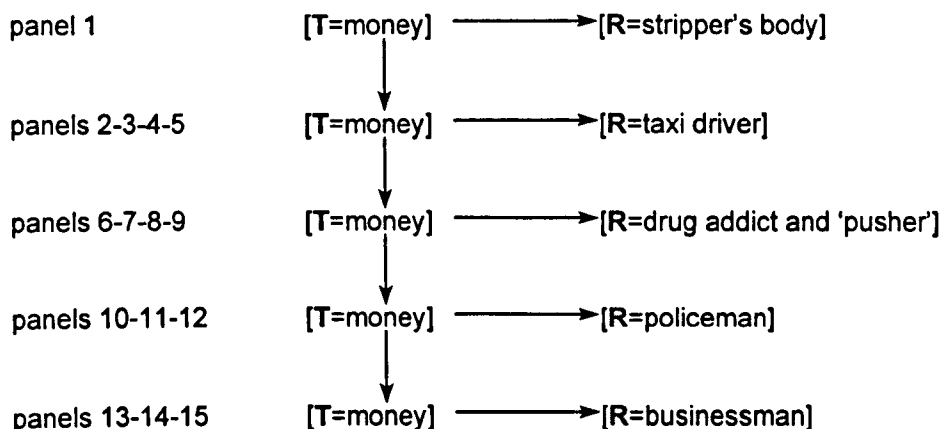 panel 1 [T=money] [R=stripper's body]
panels 2-3-4-5 [T=money] [R=taxi driver]
panels 6-7-8-9 [T=money] [R=drug addict and 'pusher']
panels 10-11-12 [T=money] [R=policeman]
panels 13-14-15 [T=money] [R=businessman]